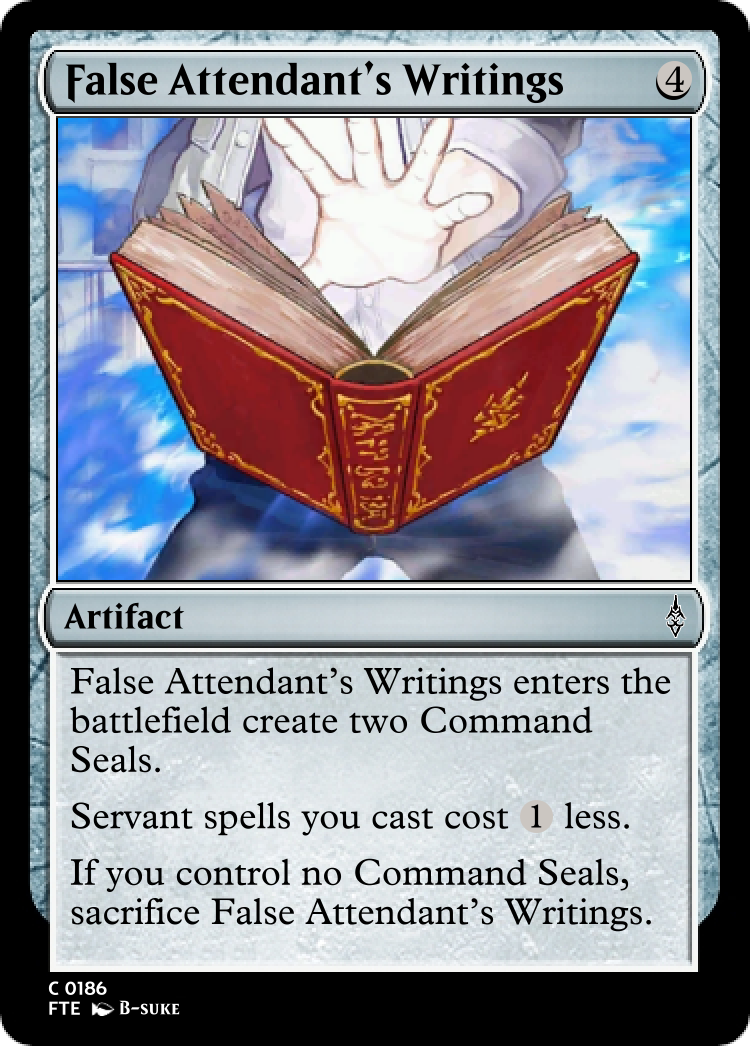 False Attendant's Writings 4
Artifact
False Attendant's Writings enters the
battlefield create two Command
Seals.
Servant spells you cast cost 1 less.
If you control no Command Seals,
sacrifice False Attendant's Writings.
C 0186
FTE B-suke